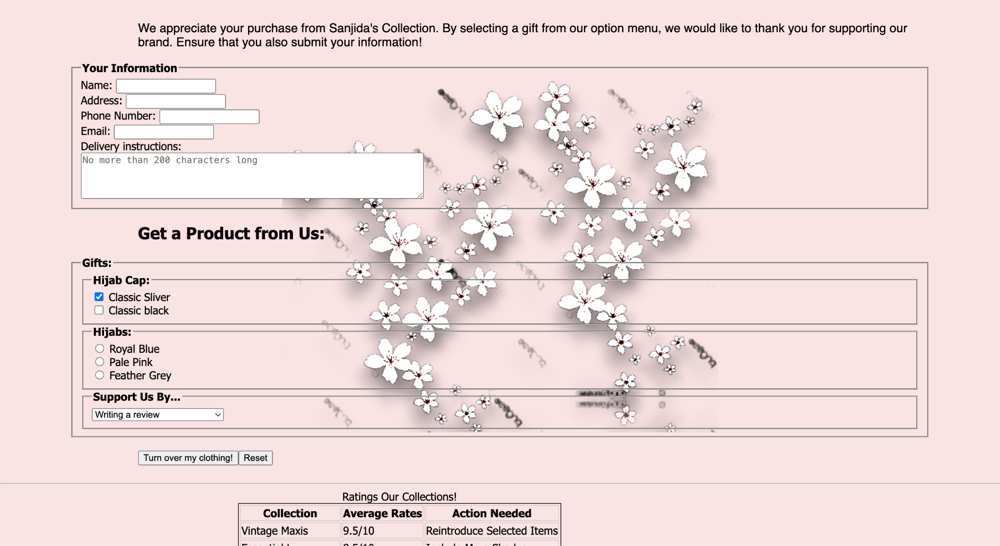 We appreciate your purchase from Sanjida's Collection. By selecting a gift from our option menu, we would like to thank you for supporting our
brand. Ensure that you also submit your information!
Your Information
Name:
Address:
Phone Number:
Email:
Delivery instructions:
No more than 200 characters long
Get a Product from Us:
Gifts:
Hijab Cap:
Classic Sliver
Classic black
Hijabs:
Royal Blue
Pale Pink
Feather Grey
Support Us By...
Writing a review
Turn over my clothing! Reset
Ratings Our Collections!
Collection Average Rates Action Needed
Vintage Maxis 9.5/10 Reintroduce Selected Items